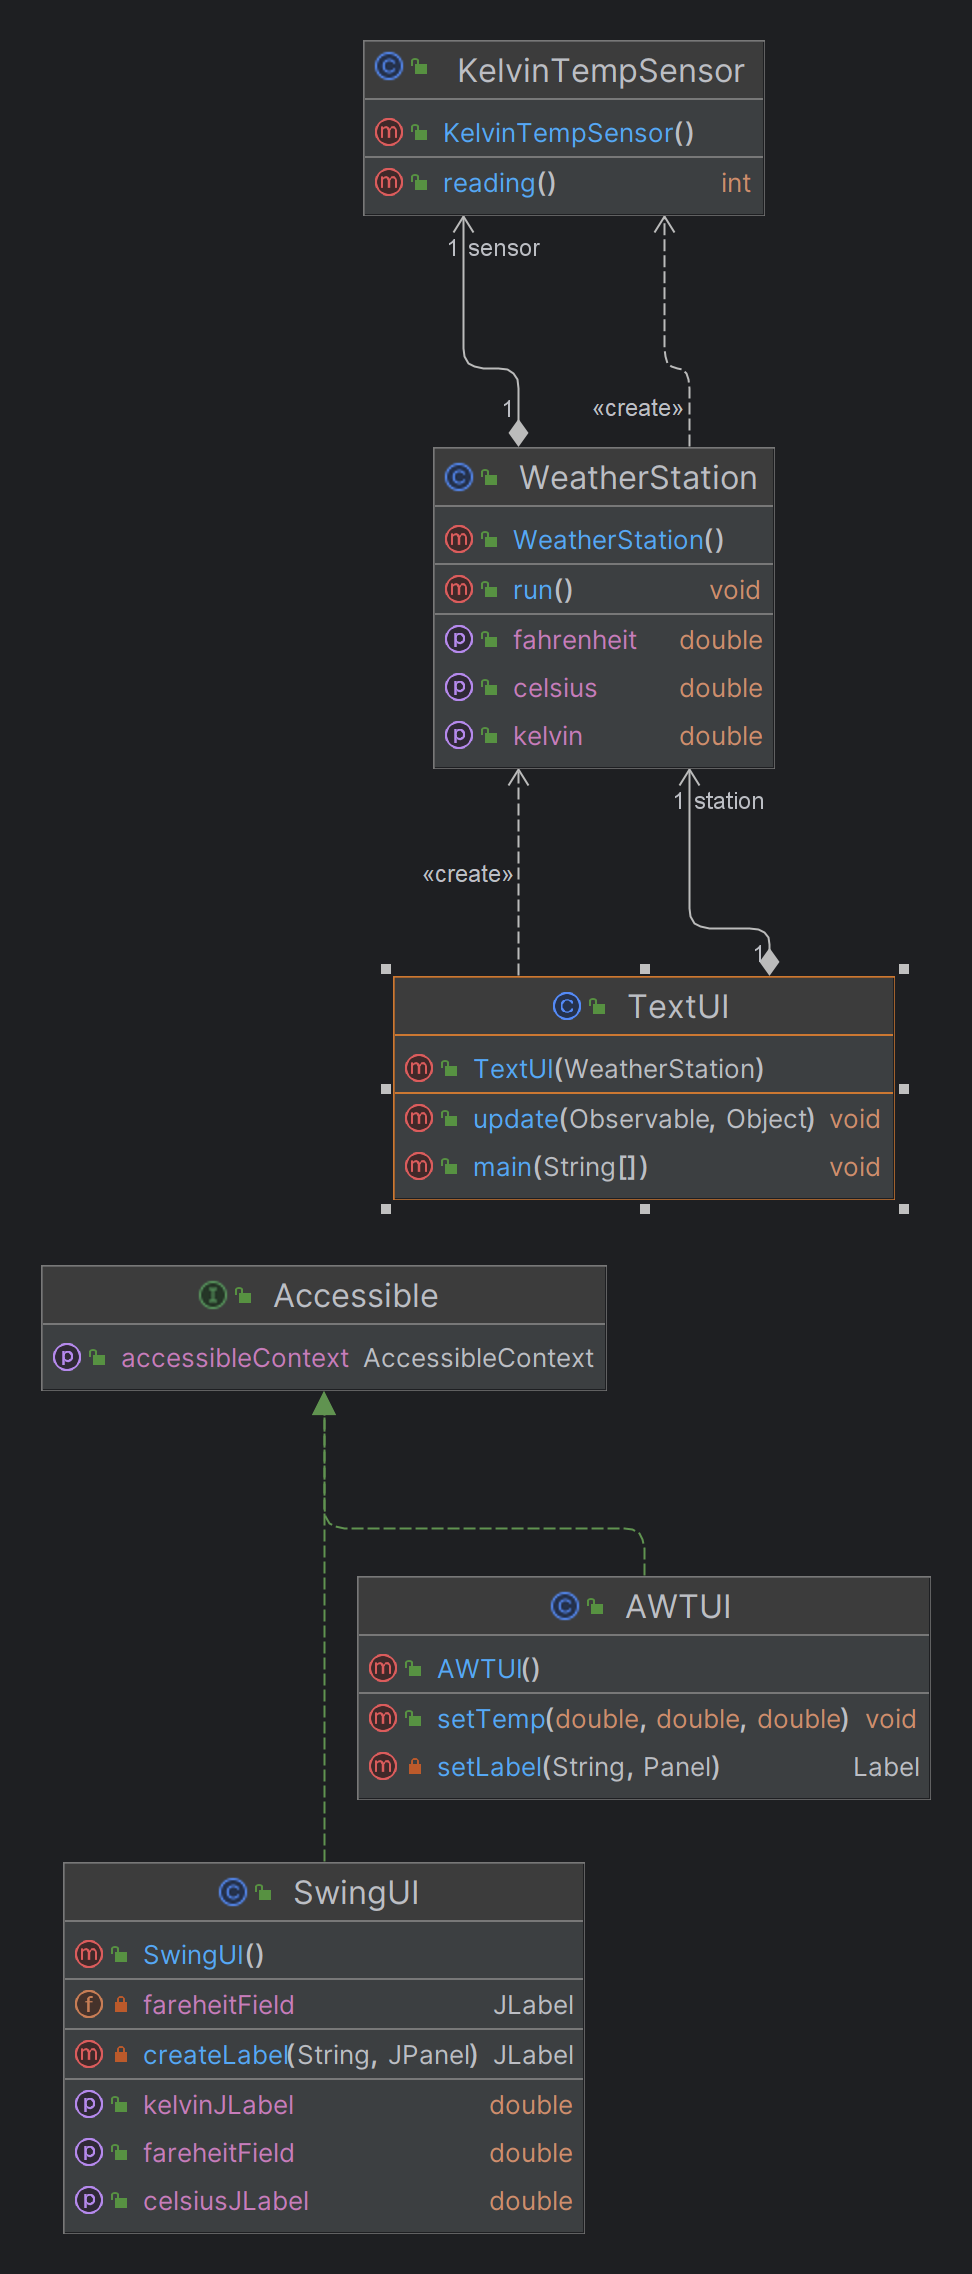 KelvinTempSensor
KelvinTempSensor()
reading() int
1 sensor
1
«create»
WeatherStation
WeatherStation()
run() void
fahrenheit double
celsius double
kelvin double
1 station
«create»
1
TextUI
TextUI(WeatherStation)
update(Observable, Object) void
main(String[]) void
Accessible
accessibleContext AccessibleContext
AWTUI
AWTUI()
setTemp(double, double, double) void
setLabel(String, Panel) Label
SwingUI
SwingUI()
fareheitField JLabel
createLabel(String, JPanel) JLabel
kelvinJLabel double
fareheitField double
celsiusJLabel double